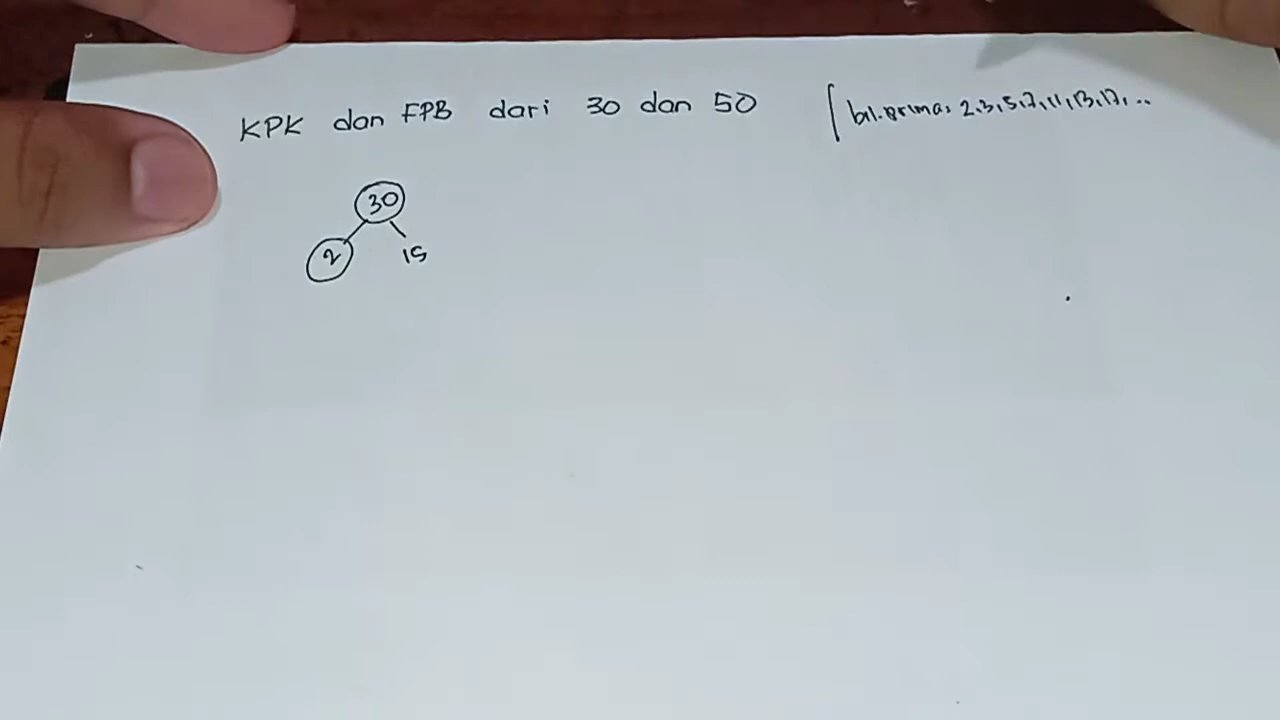 KPK dan FPB dari 30 dan 50
bil. prima: 2,3,5,7,11,13,17,...
30
2 15